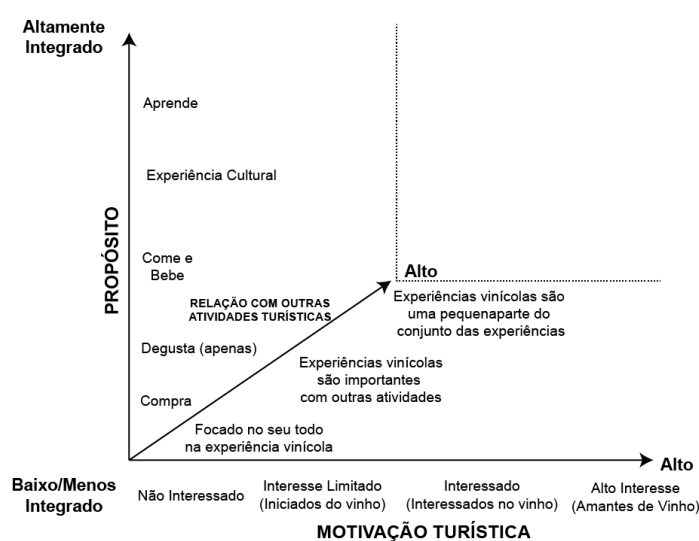 Altamente
Integrado
Aprende
Experiência Cultural
PROPÓSITO
Come e
Bebe
Alto
RELAÇÃO COM OUTRAS
ATIVIDADES TURÍSTICAS
Experiências vinícolas são
uma pequenaparte do
conjunto das experiências
Degusta (apenas)
Experiências vinícolas
são importantes
com outras atividades
Compra
Focado no seu todo
na experiência vinícola
Alto
Baixo/Menos
Integrado
Não Interessado
Interesse Limitado
(Iniciados do vinho)
Interessado
(Interessados no vinho)
Alto Interesse
(Amantes de Vinho)
MOTIVAÇÃO TURÍSTICA